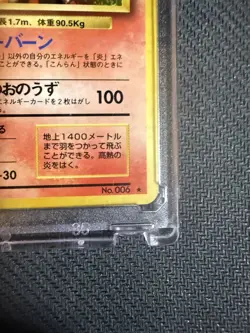 長1.7m、体重90.5Kg
バーン
以外の自分のエネルギーを「炎」エネ
ことができる。「こんらん」状態のときに
のおのうず
エネルギーカードを2枚はがし
100
地上1400メートル
まで羽をつかって飛ぶ
ことができる。高熱の
炎をはく。
-30
No.006